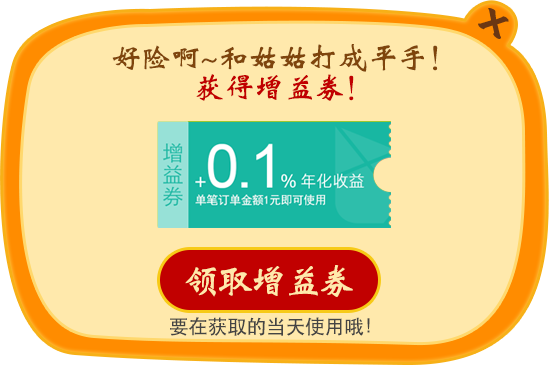 好险啊~和姑姑打成平手！
获得增益券！
增益券
+0.1% 年化收益
单笔订单金额1元即可使用
领取增益券
要在获取的当天使用哦！